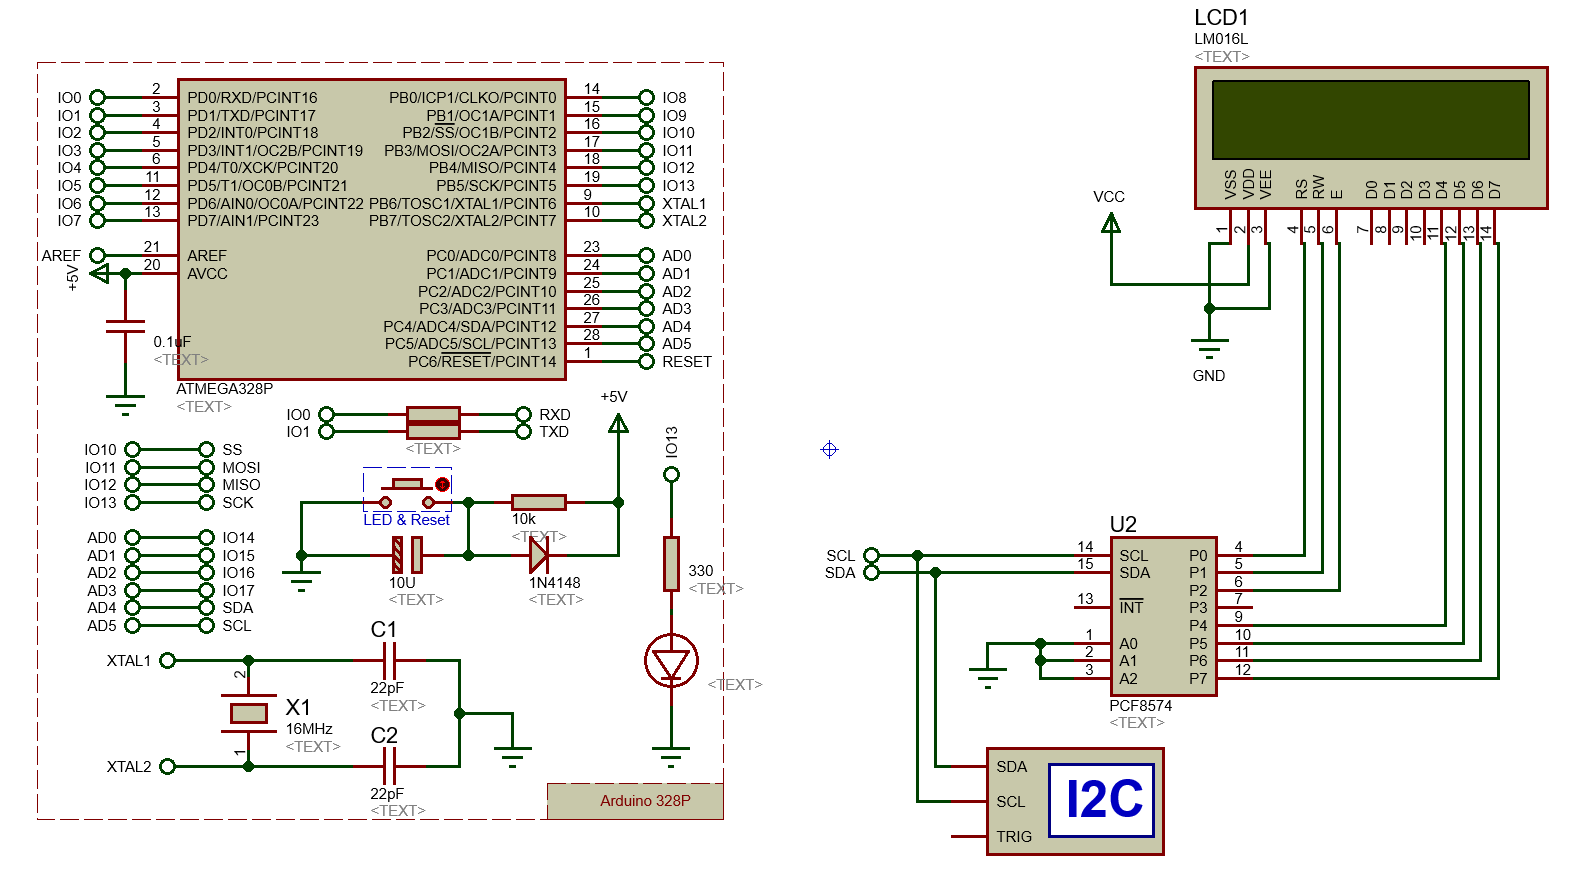 LCD1
LM016L
<TEXT>
VSS VDD VEE RS RW E D0 D1 D2 D3 D4 D5 D6 D7
1 2 3 4 5 6 7 8 9 10 11 12 13 14
VCC
GND
IO0 2 PD0/RXD/PCINT16 PB0/ICP1/CLKO/PCINT0 14 IO8
IO1 3 PD1/TXD/PCINT17 PB1/OC1A/PCINT1 15 IO9
IO2 4 PD2/INT0/PCINT18 PB2/SS/OC1B/PCINT2 16 IO10
IO3 5 PD3/INT1/OC2B/PCINT19 PB3/MOSI/OC2A/PCINT3 17 IO11
IO4 6 PD4/T0/XCK/PCINT20 PB4/MISO/PCINT4 18 IO12
IO5 11 PD5/T1/OC0B/PCINT21 PB5/SCK/PCINT5 19 IO13
IO6 12 PD6/AIN0/OC0A/PCINT22 PB6/TOSC1/XTAL1/PCINT6 9 XTAL1
IO7 13 PD7/AIN1/PCINT23 PB7/TOSC2/XTAL2/PCINT7 10 XTAL2
AREF 21 AREF PC0/ADC0/PCINT8 23 AD0
+5V 20 AVCC PC1/ADC1/PCINT9 24 AD1
PC2/ADC2/PCINT10 25 AD2
PC3/ADC3/PCINT11 26 AD3
PC4/ADC4/SDA/PCINT12 27 AD4
PC5/ADC5/SCL/PCINT13 28 AD5
PC6/RESET/PCINT14 1 RESET
0.1uF
<TEXT>
ATMEGA328P
<TEXT>
IO0 RXD
IO1 TXD
<TEXT>
+5V
IO13
IO10 SS
IO11 MOSI
IO12 MISO
IO13 SCK
LED & Reset
10k
<TEXT>
10U
<TEXT>
1N4148
<TEXT>
330
<TEXT>
AD0 IO14
AD1 IO15
AD2 IO16
AD3 IO17
AD4 SDA
AD5 SCL
XTAL1
C1
22pF
<TEXT>
2
X1
16MHz
<TEXT>
1
XTAL2
C2
22pF
<TEXT>
<TEXT>
Arduino 328P
U2
SCL 14 SCL P0 4
SDA 15 SDA P1 5
P2 6
13 INT P3 7
P4 9
1 A0 P5 10
2 A1 P6 11
3 A2 P7 12
PCF8574
<TEXT>
SDA
SCL
TRIG
I2C